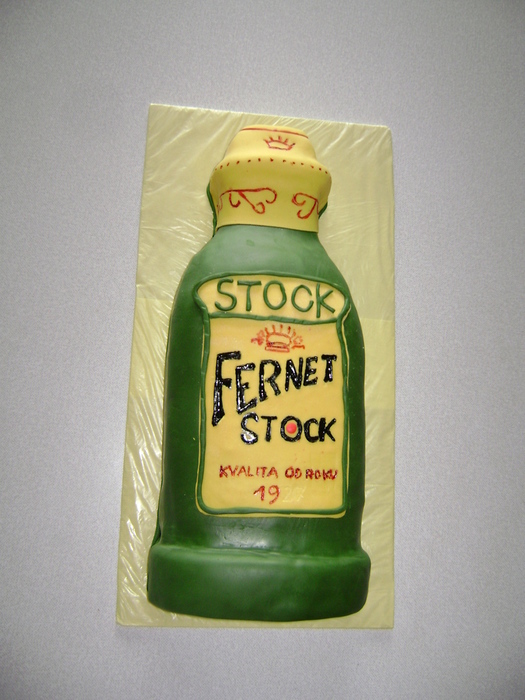 STOCK
FERNET
STOCK
KVALITA OD ROKU
19